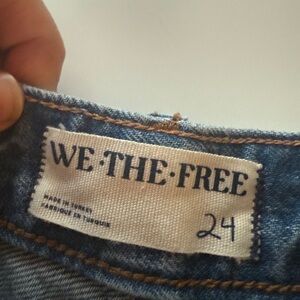 WE·THE·FREE
MADE IN TURKEY
FABRIQUÉ EN TURQUIE
24